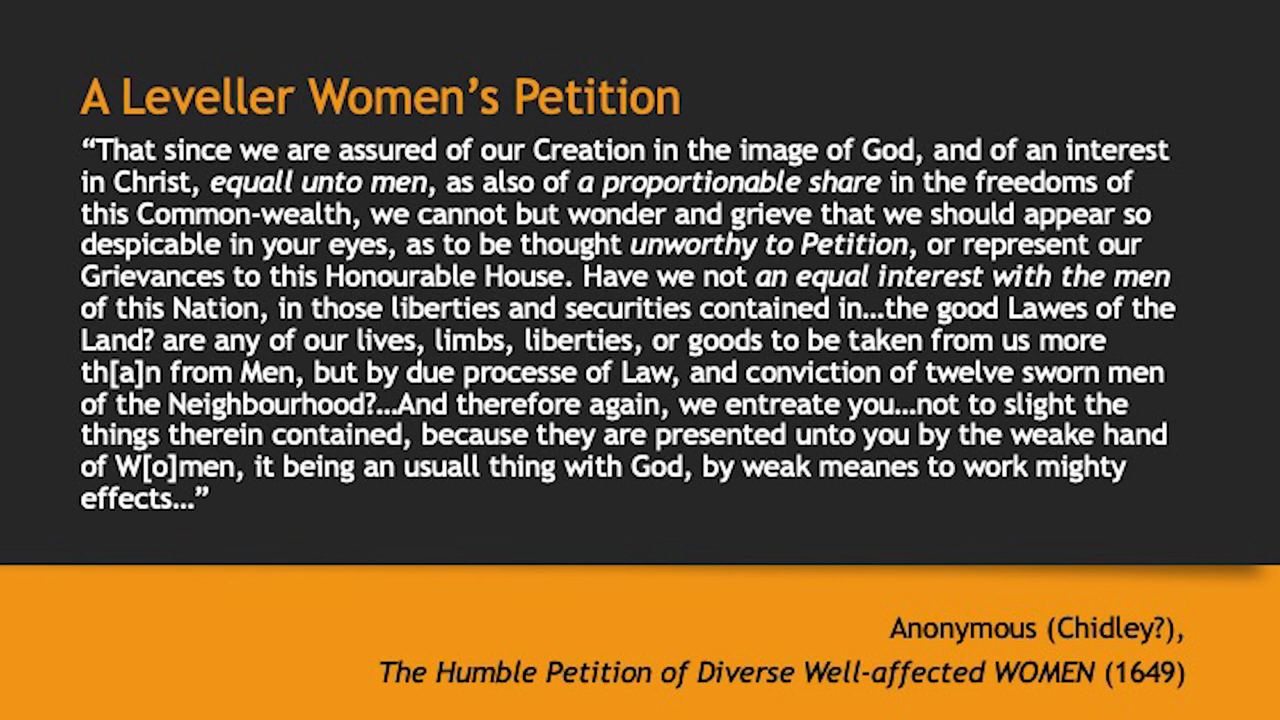 A Leveller Women’s Petition
“That since we are assured of our Creation in the image of God, and of an interest
in Christ, equall unto men, as also of a proportionable share in the freedoms of
this Common-wealth, we cannot but wonder and grieve that we should appear so
despicable in your eyes, as to be thought unworthy to Petition, or represent our
Grievances to this Honourable House. Have we not an equal interest with the men
of this Nation, in those liberties and securities contained in…the good Lawes of the
Land? are any of our lives, limbs, liberties, or goods to be taken from us more
th[a]n from Men, but by due processe of Law, and conviction of twelve sworn men
of the Neighbourhood?…And therefore again, we entreate you…not to slight the
things therein contained, because they are presented unto you by the weake hand
of W[o]men, it being an usuall thing with God, by weak meanes to work mighty
effects…”
Anonymous (Chidley?),
The Humble Petition of Diverse Well-affected WOMEN (1649)